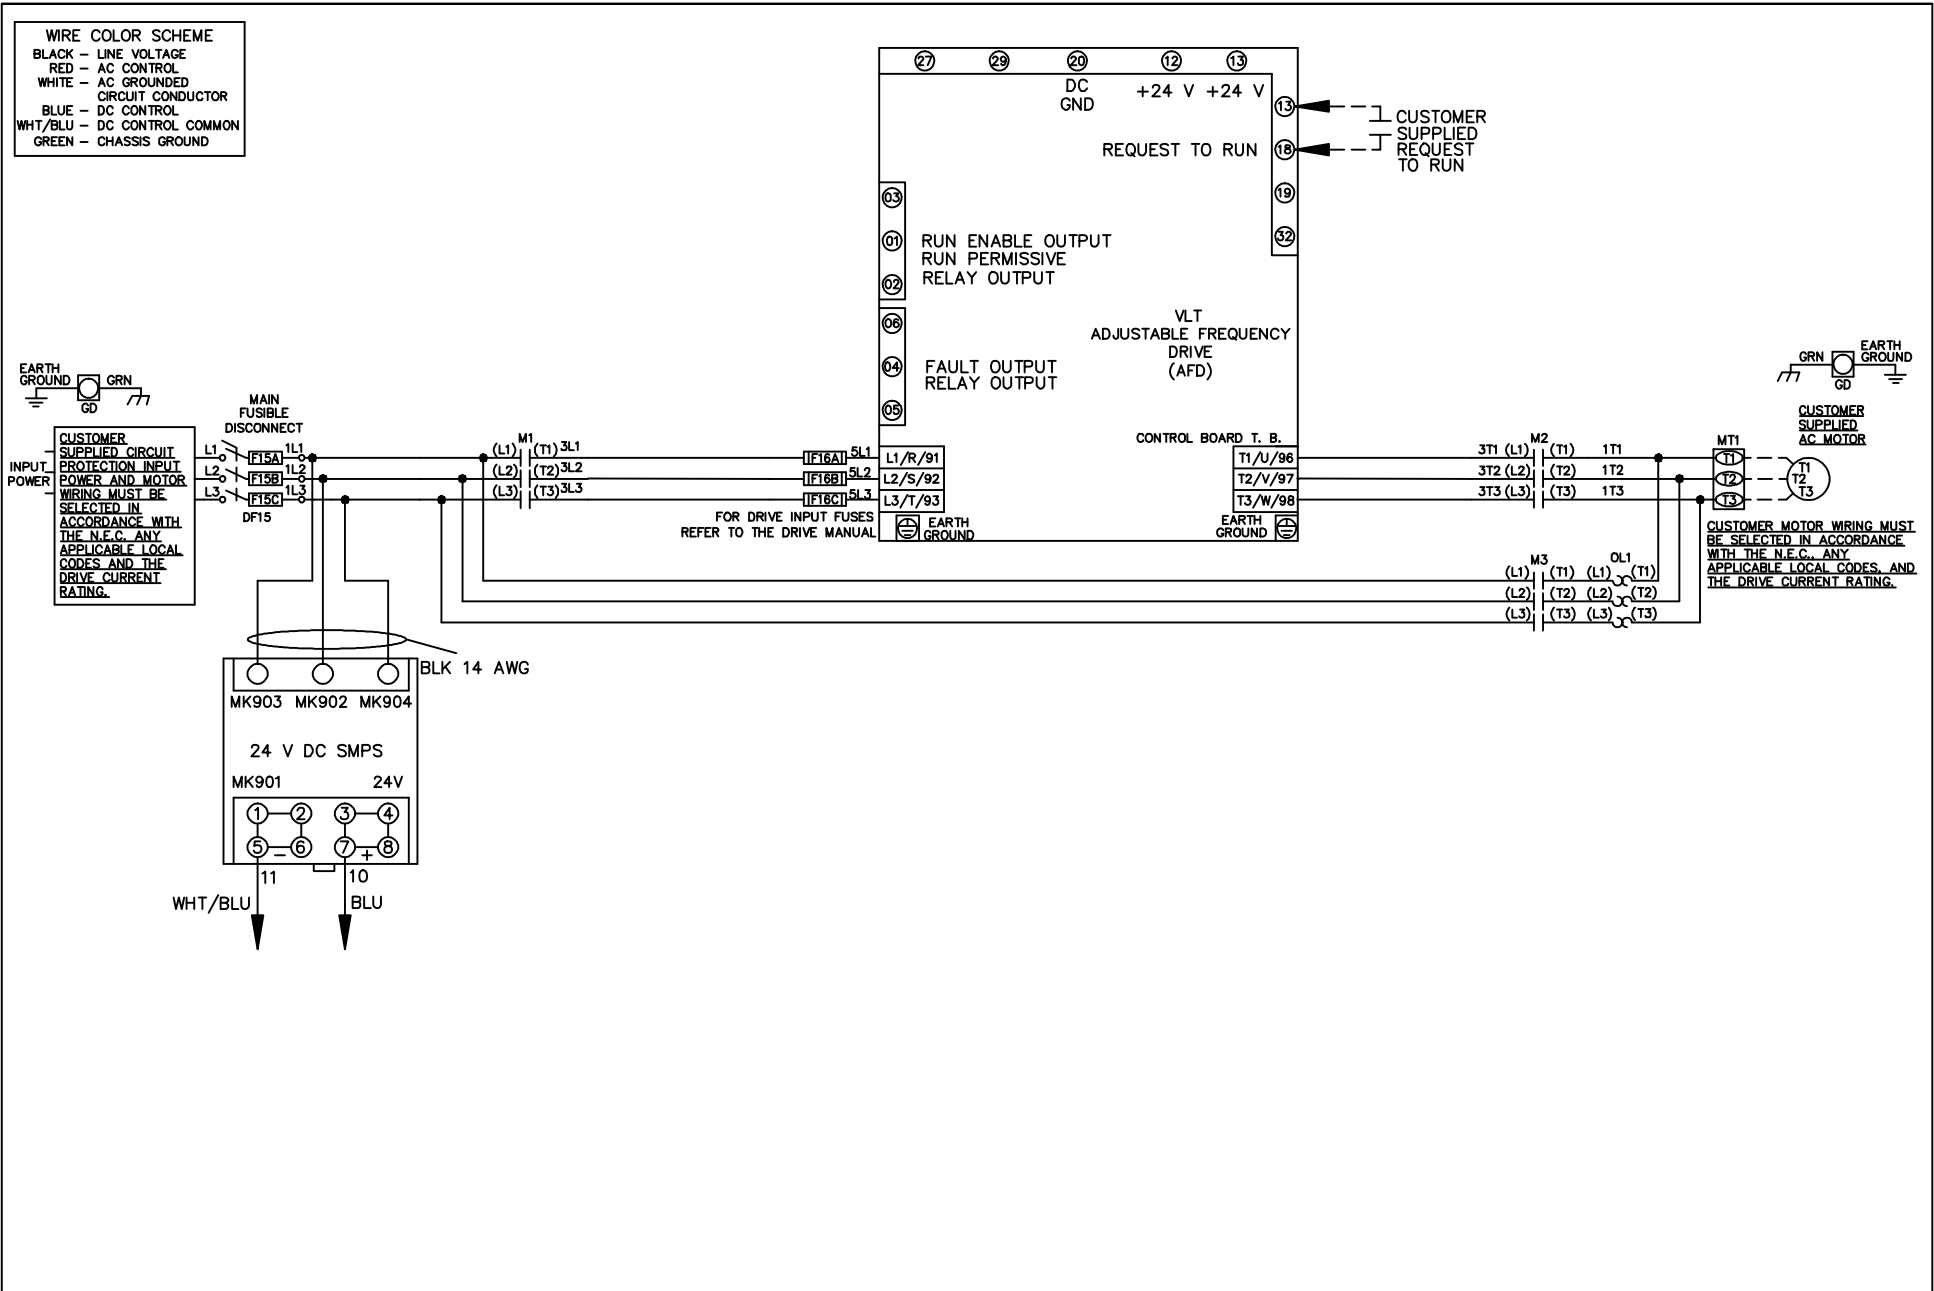 WIRE COLOR SCHEME
BLACK – LINE VOLTAGE
RED – AC CONTROL
WHITE – AC GROUNDED
CIRCUIT CONDUCTOR
BLUE – DC CONTROL
WHT/BLU – DC CONTROL COMMON
GREEN – CHASSIS GROUND
27 29 20 12 13
DC
GND
+24 V +24 V
13
REQUEST TO RUN 18
19
32
CUSTOMER
SUPPLIED
REQUEST
TO RUN
03
01
02
RUN ENABLE OUTPUT
RUN PERMISSIVE
RELAY OUTPUT
06
04
05
FAULT OUTPUT
RELAY OUTPUT
VLT
ADJUSTABLE FREQUENCY
DRIVE
(AFD)
EARTH
GROUND
GRN
GD
INPUT
POWER
CUSTOMER
SUPPLIED CIRCUIT
PROTECTION INPUT
POWER AND MOTOR
WIRING MUST BE
SELECTED IN
ACCORDANCE WITH
THE N.E.C. ANY
APPLICABLE LOCAL
CODES AND THE
DRIVE CURRENT
RATING.
MAIN
FUSIBLE
DISCONNECT
L1 F15A 1L1
L2 F15B 1L2
L3 F15C 1L3
DF15
M1
(L1) (T1) 3L1
(L2) (T2) 3L2
(L3) (T3) 3L3
F16A 5L1 L1/R/91
F16B 5L2 L2/S/92
F16C 5L3 L3/T/93
FOR DRIVE INPUT FUSES
REFER TO THE DRIVE MANUAL
EARTH
GROUND
CONTROL BOARD T. B.
T1/U/96
T2/V/97
T3/W/98
EARTH
GROUND
M2
3T1 (L1) (T1) 1T1
3T2 (L2) (T2) 1T2
3T3 (L3) (T3) 1T3
MT1
T1
T2
T3
GRN
GD
EARTH
GROUND
CUSTOMER
SUPPLIED
AC MOTOR
T1
T2
T3
CUSTOMER MOTOR WIRING MUST
BE SELECTED IN ACCORDANCE
WITH THE N.E.C., ANY
APPLICABLE LOCAL CODES, AND
THE DRIVE CURRENT RATING.
M3 OL1
(L1) (T1) (L1) (T1)
(L2) (T2) (L2) (T2)
(L3) (T3) (L3) (T3)
BLK 14 AWG
MK903 MK902 MK904
24 V DC SMPS
MK901 24V
1 2 3 4
5 – 6 7 + 8
11 10
WHT/BLU BLU